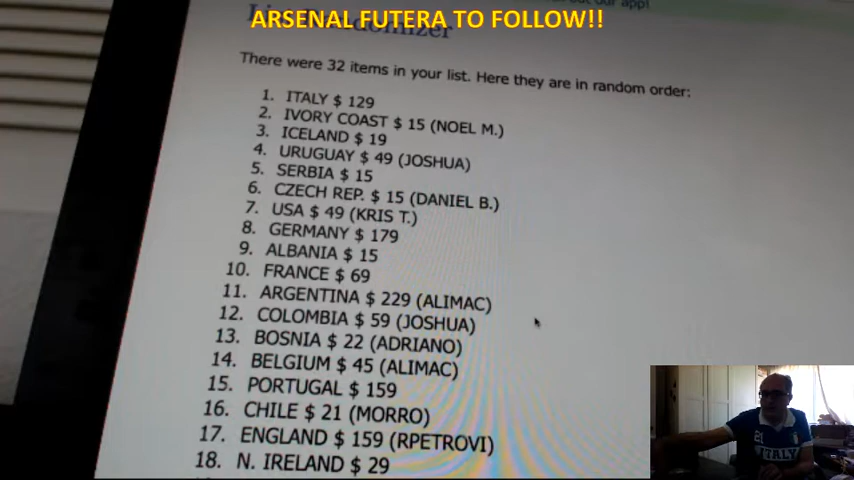 our app!
ARSENAL FUTERA TO FOLLOW!!
There were 32 items in your list. Here they are in random order:
1. ITALY $ 129
2. IVORY COAST $ 15 (NOEL M.)
3. ICELAND $ 19
4. URUGUAY $ 49 (JOSHUA)
5. SERBIA $ 15
6. CZECH REP. $ 15 (DANIEL B.)
7. USA $ 49 (KRIS T.)
8. GERMANY $ 179
9. ALBANIA $ 15
10. FRANCE $ 69
11. ARGENTINA $ 229 (ALIMAC)
12. COLOMBIA $ 59 (JOSHUA)
13. BOSNIA $ 22 (ADRIANO)
14. BELGIUM $ 45 (ALIMAC)
15. PORTUGAL $ 159
16. CHILE $ 21 (MORRO)
17. ENGLAND $ 159 (RPETROVI)
18. N. IRELAND $ 29
21
ITALY